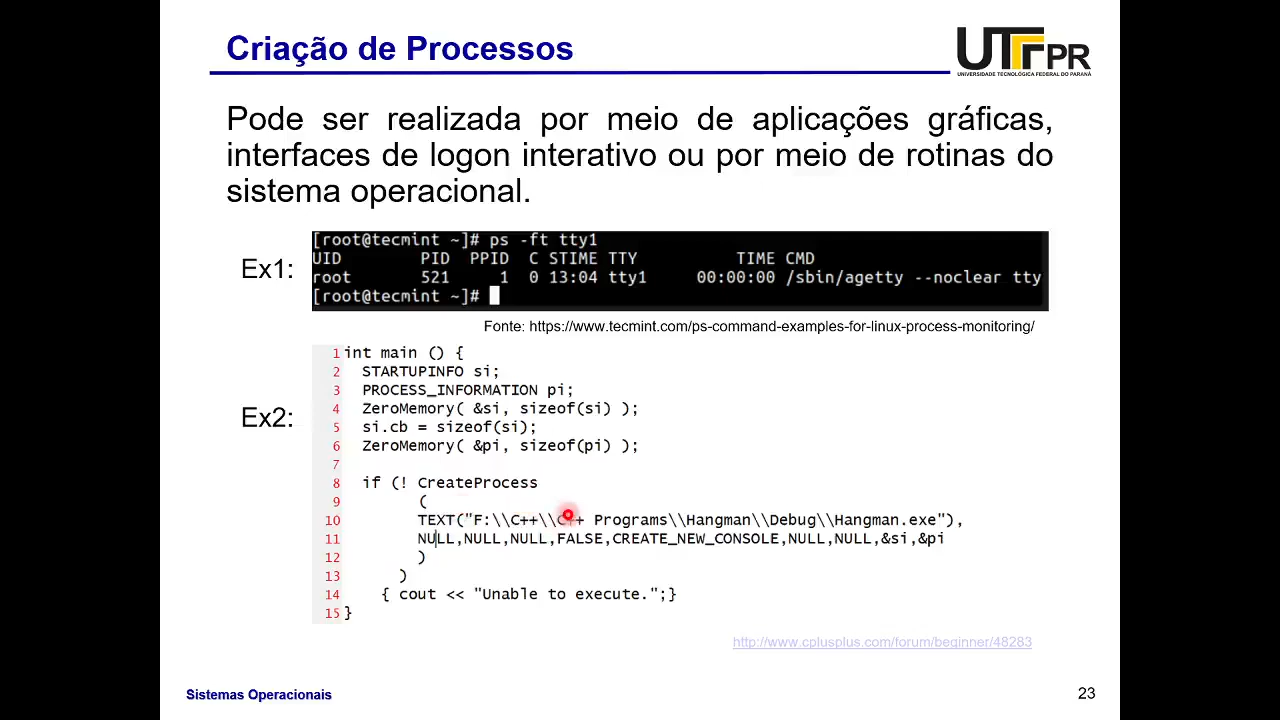 Criação de Processos
UTFPR
UNIVERSIDADE TECNOLÓGICA FEDERAL DO PARANÁ
Pode ser realizada por meio de aplicações gráficas,
interfaces de logon interativo ou por meio de rotinas do
sistema operacional.
Ex1:
[root@tecmint ~]# ps -ft tty1
UID PID PPID C STIME TTY TIME CMD
root 521 1 0 13:04 tty1 00:00:00 /sbin/agetty --noclear tty
[root@tecmint ~]#
Fonte: https://www.tecmint.com/ps-command-examples-for-linux-process-monitoring/
Ex2:
1 int main () {
2 STARTUPINFO si;
3 PROCESS_INFORMATION pi;
4 ZeroMemory( &si, sizeof(si) );
5 si.cb = sizeof(si);
6 ZeroMemory( &pi, sizeof(pi) );
7
8 if (! CreateProcess
9 (
10 TEXT("F:\\C++\\C++ Programs\\Hangman\\Debug\\Hangman.exe"),
11 NULL,NULL,NULL,FALSE,CREATE_NEW_CONSOLE,NULL,NULL,&si,&pi
12 )
13 )
14 { cout << "Unable to execute.";}
15 }
http://www.cplusplus.com/forum/beginner/48283
Sistemas Operacionais
23